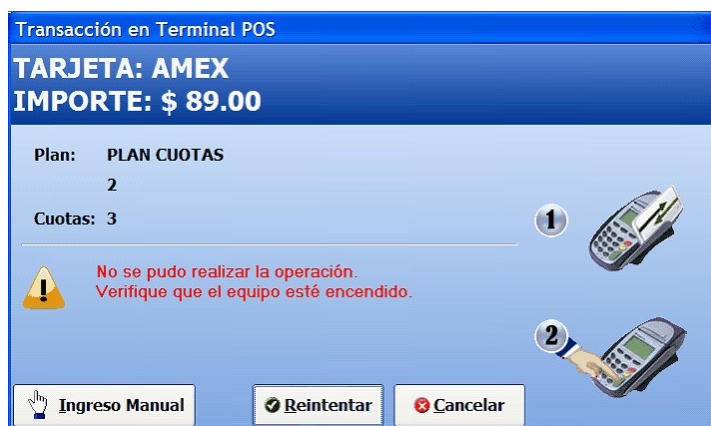 Transacción en Terminal POS
TARJETA: AMEX
IMPORTE: $ 89.00
Plan: PLAN CUOTAS
2
Cuotas: 3
1
No se pudo realizar la operación.
Verifique que el equipo esté encendido.
2
Ingreso Manual Reintentar Cancelar